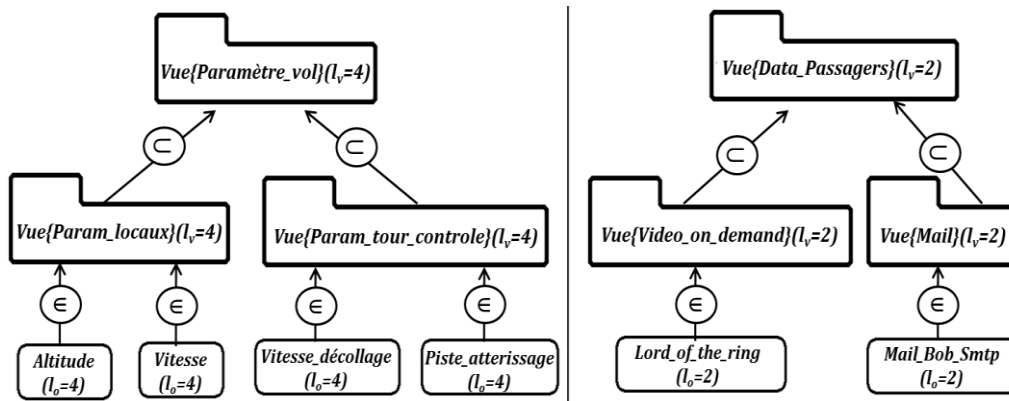 Vue{Paramètre_vol}(lv=4)
Vue{Data_Passagers}(lv=2)
⊂
⊂
⊂
⊂
Vue{Param_locaux}(lv=4)
Vue{Param_tour_controle}(lv=4)
Vue{Video_on_demand}(lv=2)
Vue{Mail}(lv=2)
∈
∈
∈
∈
∈
∈
Altitude
(lo=4)
Vitesse
(lo=4)
Vitesse_décollage
(lo=4)
Piste_atterissage
(lo=4)
Lord_of_the_ring
(lo=2)
Mail_Bob_Smtp
(lo=2)